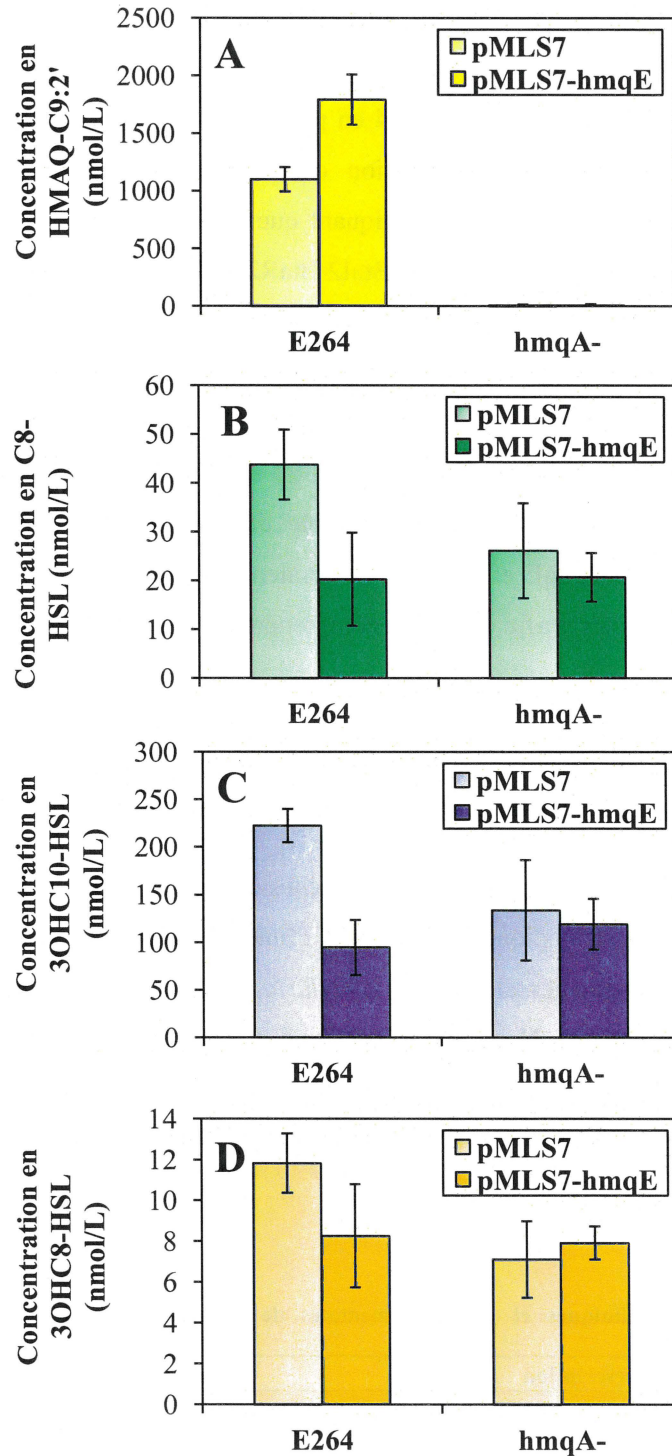 Concentration en
HMAQ-C9:2'
(nmol/L)
2500
2000
1500
1000
500
0
A
pMLS7
pMLS7-hmqE
E264
hmqA-
Concentration en C8-
HSL (nmol/L)
60
50
40
30
20
10
0
B
pMLS7
pMLS7-hmqE
E264
hmqA-
Concentration en
3OHC10-HSL
(nmol/L)
300
250
200
150
100
50
0
C
pMLS7
pMLS7-hmqE
E264
hmqA-
Concentration en
3OHC8-HSL
(nmol/L)
14
12
10
8
6
4
2
0
D
pMLS7
pMLS7-hmqE
E264
hmqA-